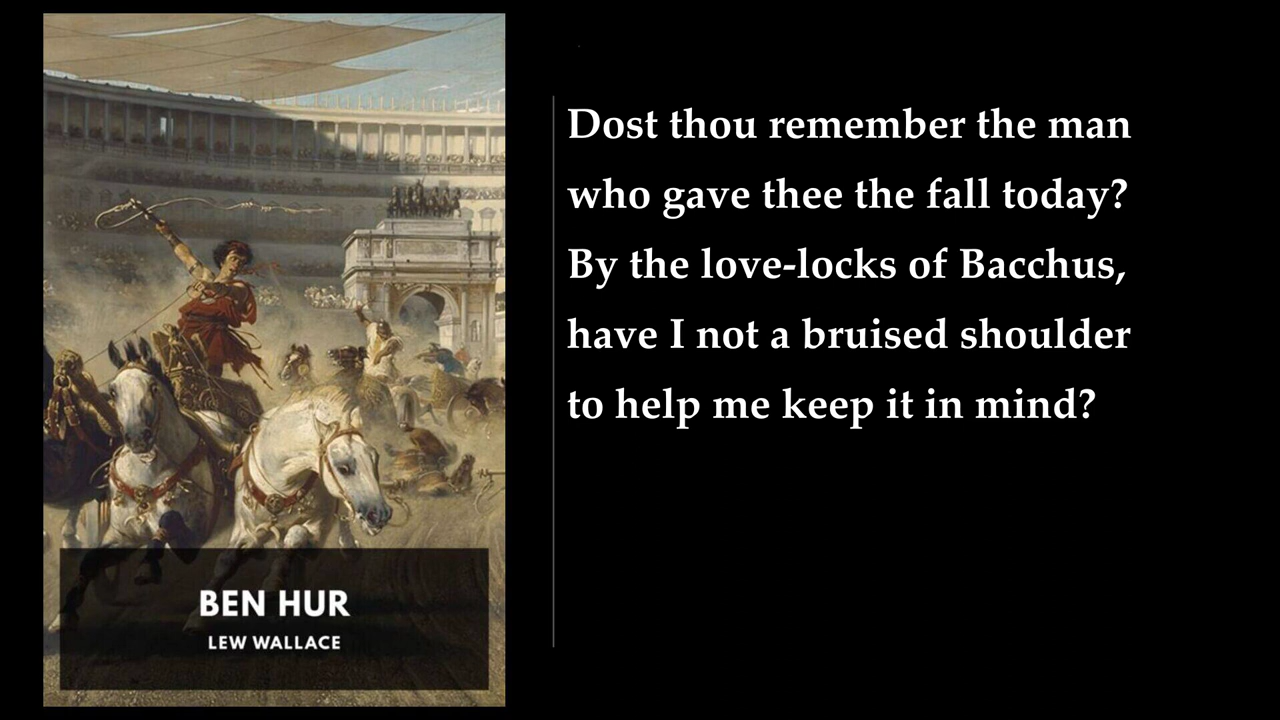 BEN HUR
LEW WALLACE
Dost thou remember the man
who gave thee the fall today?
By the love-locks of Bacchus,
have I not a bruised shoulder
to help me keep it in mind?